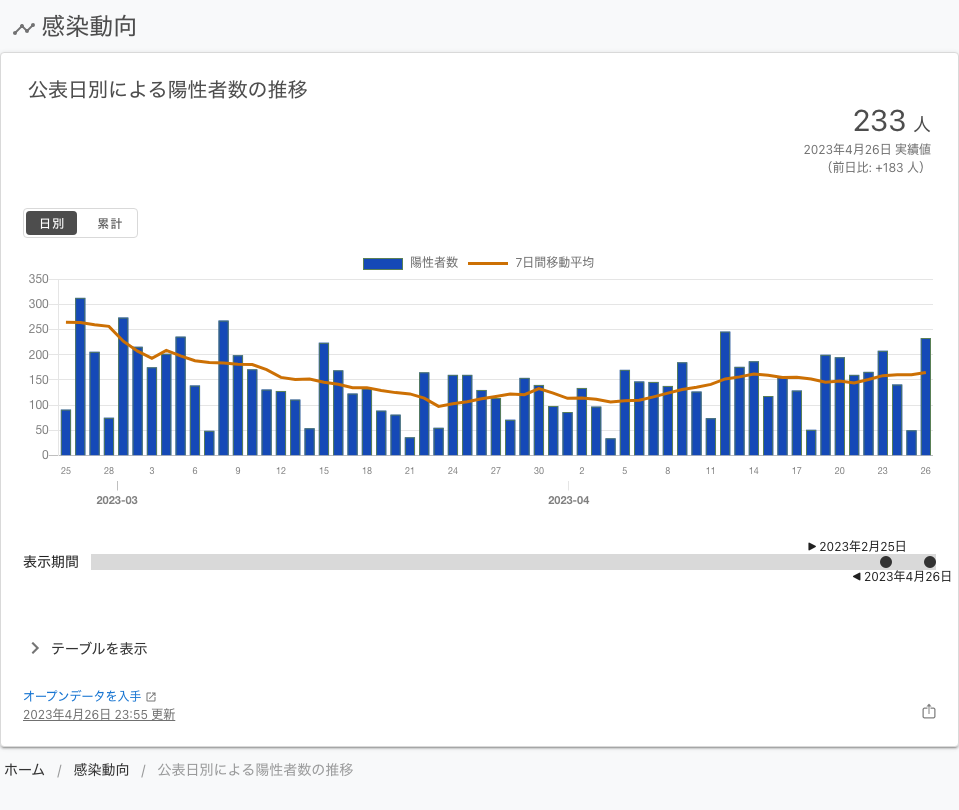 感染動向
公表日別による陽性者数の推移
233 人
2023年4月26日 実績値
（前日比: +183 人）
日別 累計
陽性者数 7日間移動平均
350
300
250
200
150
100
50
0
25 28 3 6 9 12 15 18 21 24 27 30 2 5 8 11 14 17 20 23 26
2023-03 2023-04
2023年2月25日
表示期間
2023年4月26日
テーブルを表示
オープンデータを入手
2023年4月26日 23:55 更新
ホーム / 感染動向 / 公表日別による陽性者数の推移